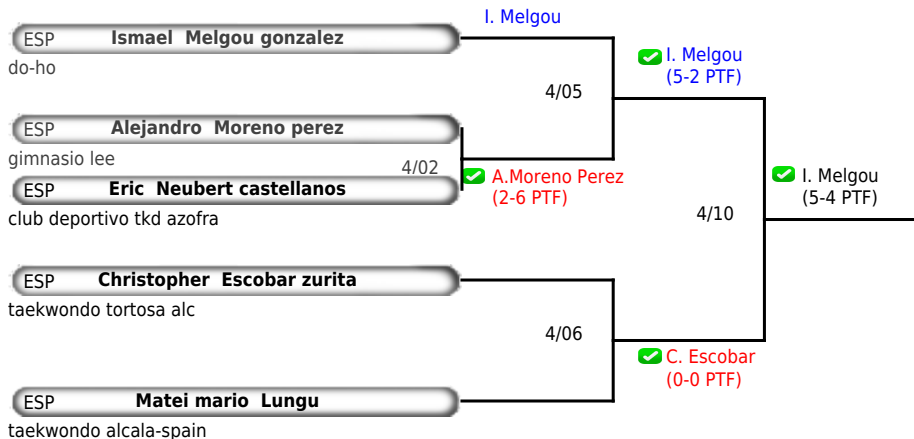 I. Melgou
ESP Ismael Melgou gonzalez
do-ho
I. Melgou
(5-2 PTF)
4/05
ESP Alejandro Moreno perez
gimnasio lee
4/02
A.Moreno Perez
(2-6 PTF)
ESP Eric Neubert castellanos
club deportivo tkd azofra
I. Melgou
(5-4 PTF)
4/10
ESP Christopher Escobar zurita
taekwondo tortosa alc
4/06
C. Escobar
(0-0 PTF)
ESP Matei mario Lungu
taekwondo alcala-spain